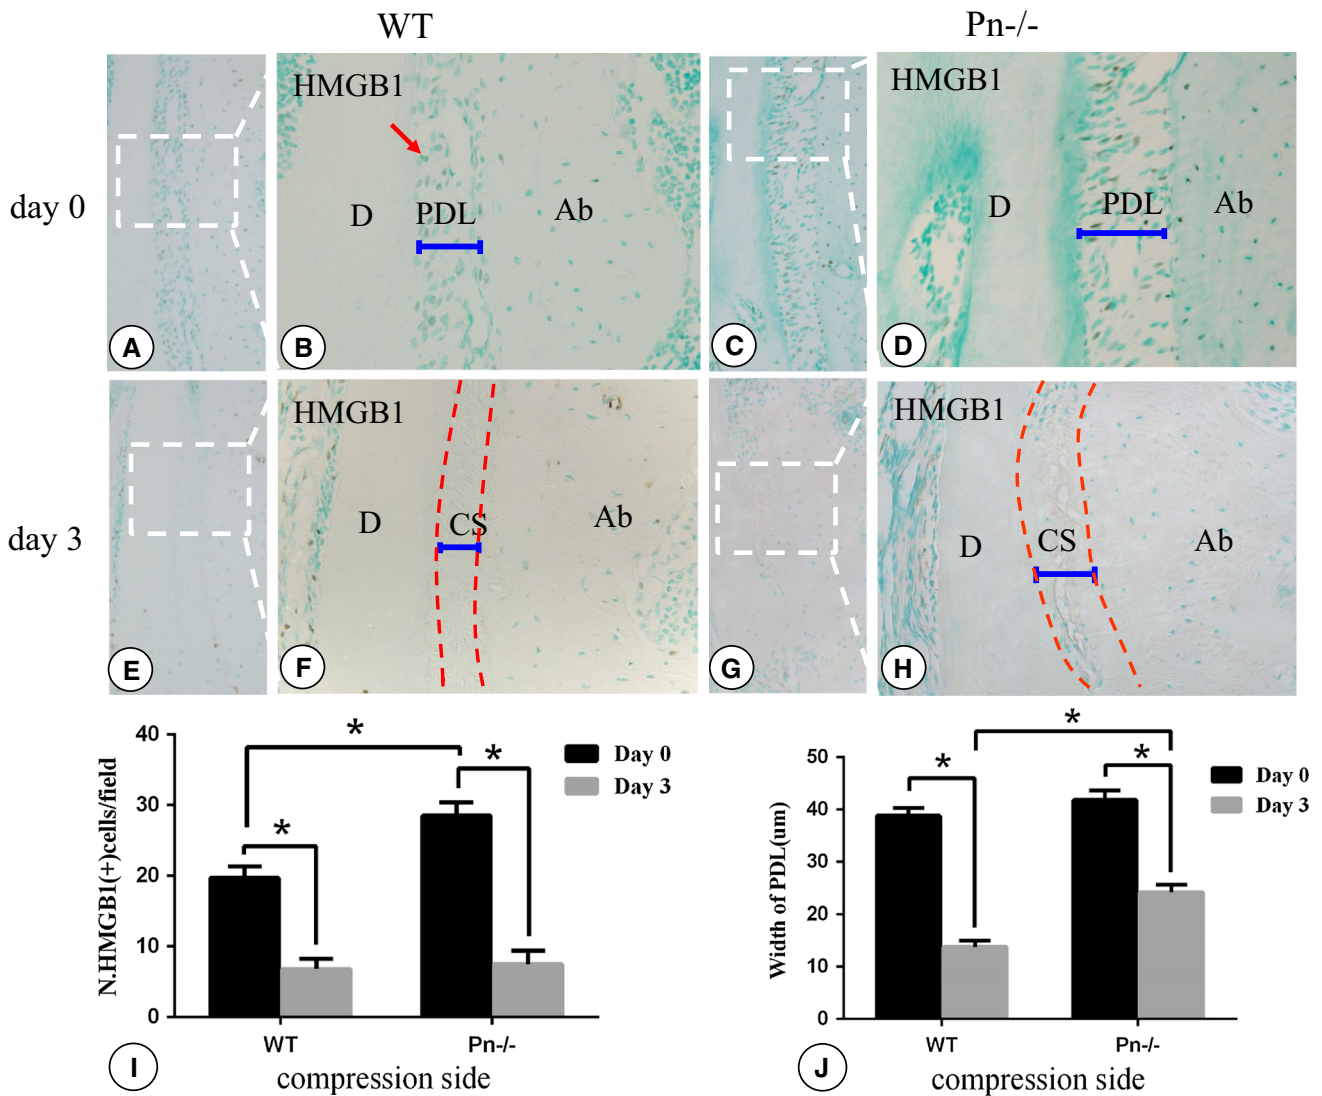 WT
Pn-/-
day 0
HMGB1
D
PDL
Ab
A
B
HMGB1
D
PDL
Ab
C
D
day 3
HMGB1
D
CS
Ab
E
F
HMGB1
D
CS
Ab
G
H
N.HMGB1(+)cells/field
40
30
20
10
0
*
*
*
Day 0
Day 3
WT
Pn-/-
compression side
I
Width of PDL(um)
50
40
30
20
10
0
*
*
*
Day 0
Day 3
WT
Pn-/-
compression side
J